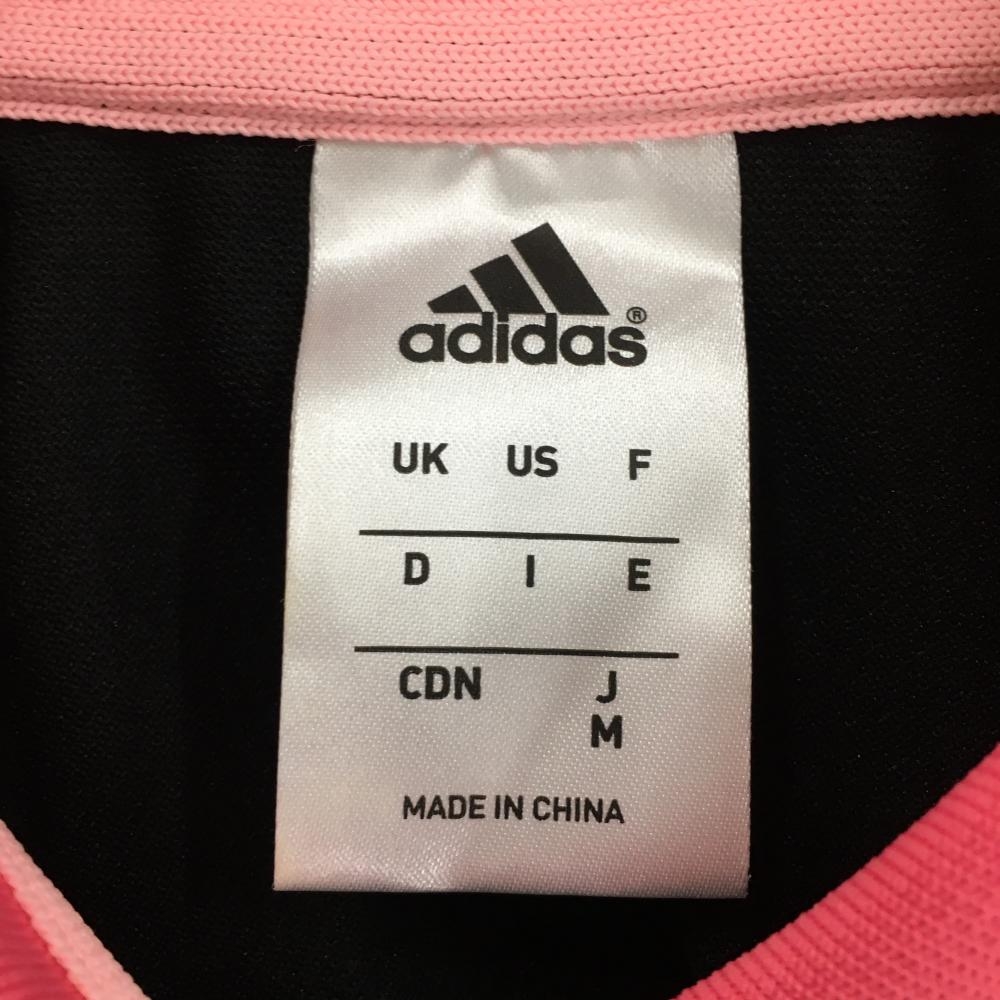 adidas®
UK US F
D I E
CDN J
M
MADE IN CHINA